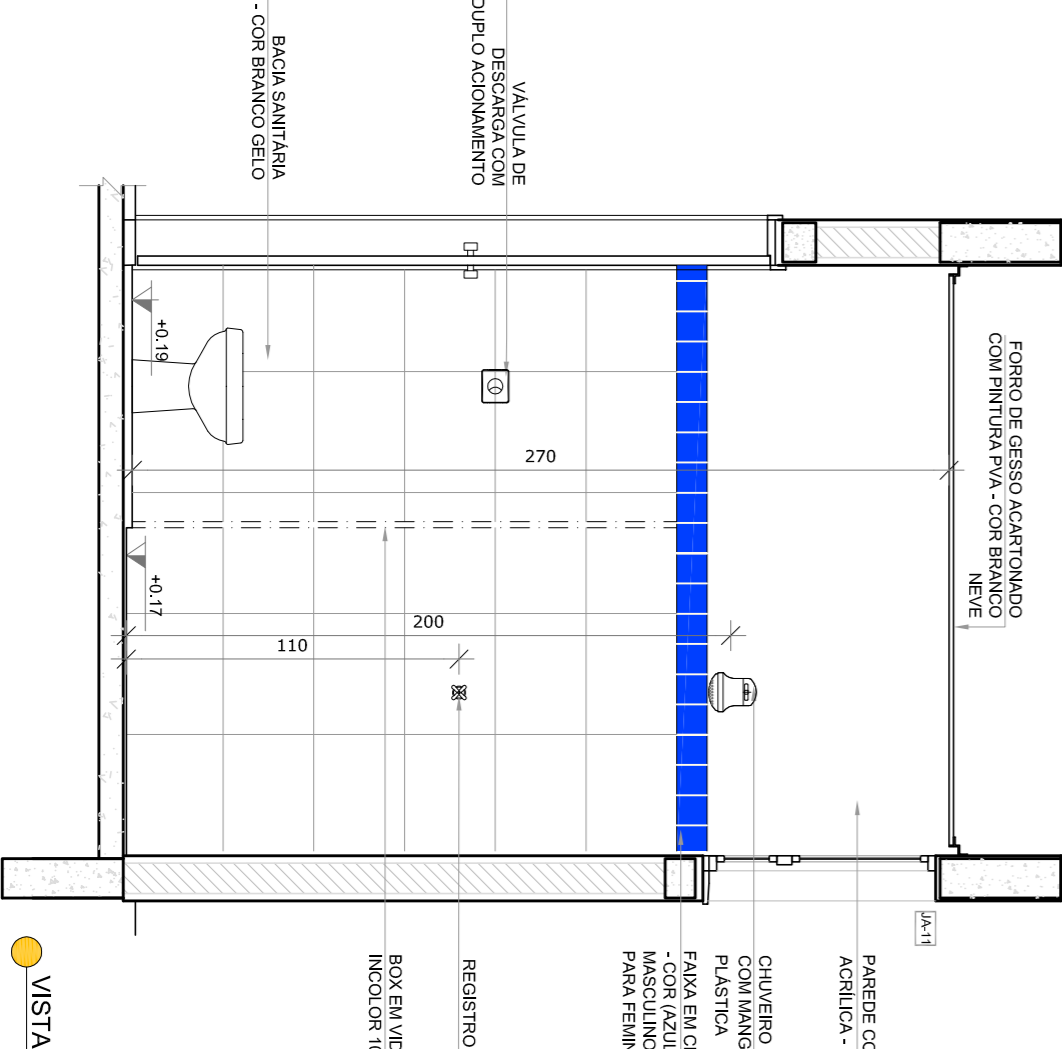 FORRO DE GESSO ACARTONADO
COM PINTURA PVA - COR BRANCO
NEVE
VÁLVULA DE
DESCARGA COM
DUPLO ACIONAMENTO
BACIA SANITÁRIA
- COR BRANCO GELO
+0.19
+0.17
270
200
110
JA-11
PAREDE CO
ACRÍLICA -
CHUVEIRO
COM MANG
PLÁSTICA
FAIXA EM CE
- COR (AZUL
MASCULINO
PARA FEMIN
REGISTRO
BOX EM VID
INCOLOR 10
VISTA